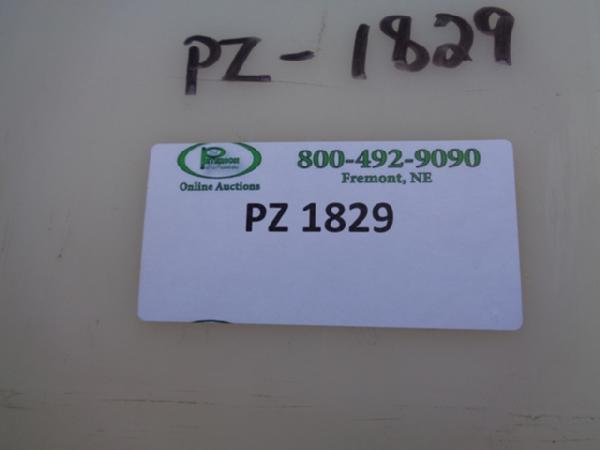 PZ-1829
800-492-9090
Fremont, NE
Online Auctions
PZ 1829